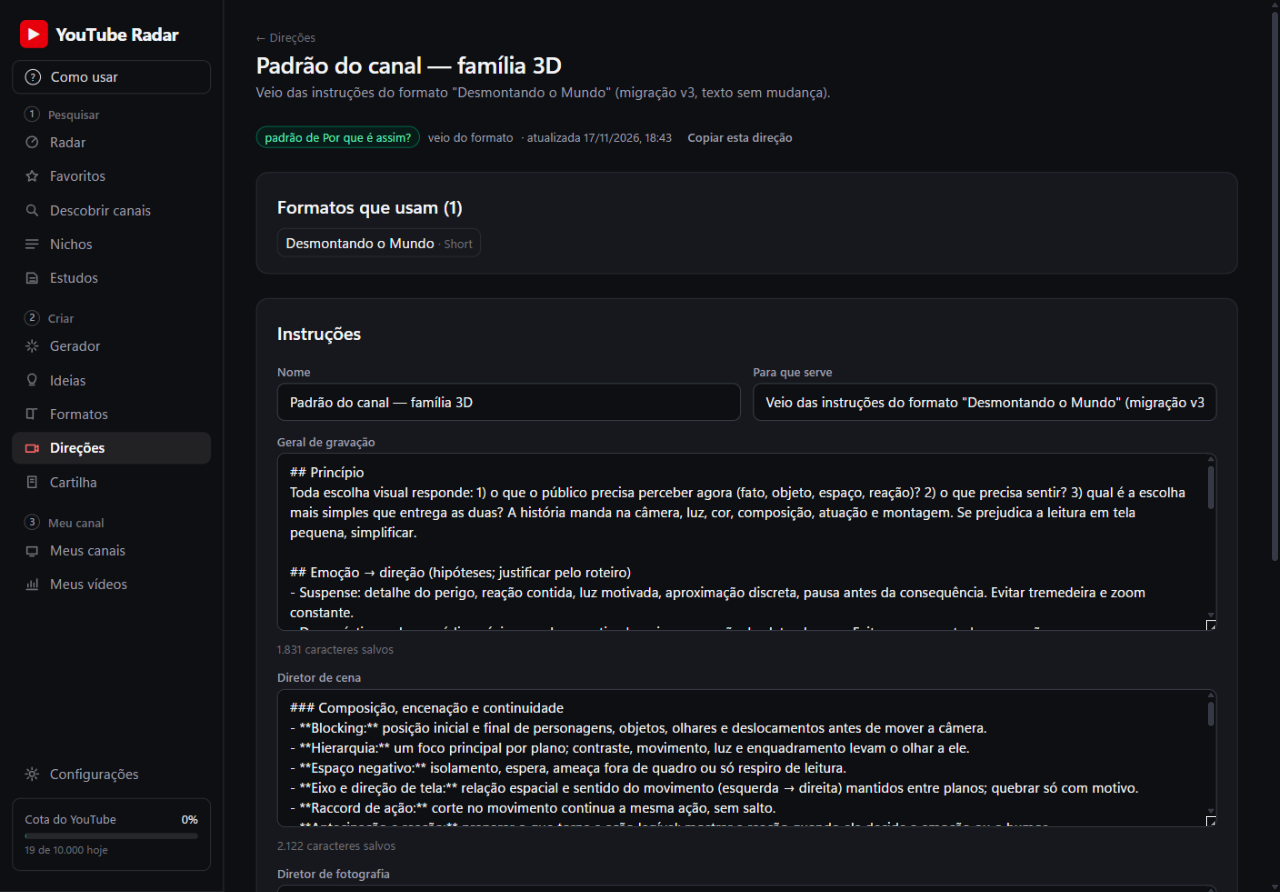 YouTube Radar
? Como usar
1 Pesquisar
Radar
Favoritos
Descobrir canais
Nichos
Estudos
2 Criar
Gerador
Ideias
Formatos
Direções
Cartilha
3 Meu canal
Meus canais
Meus vídeos
Configurações
Cota do YouTube 0%
19 de 10.000 hoje
← Direções
Padrão do canal — família 3D
Veio das instruções do formato "Desmontando o Mundo" (migração v3, texto sem mudança).
padrão de Por que é assim? veio do formato · atualizada 17/11/2026, 18:43 Copiar esta direção
Formatos que usam (1)
Desmontando o Mundo · Short
Instruções
Nome
Padrão do canal — família 3D
Para que serve
Veio das instruções do formato "Desmontando o Mundo" (migração v3
Geral de gravação
## Princípio
Toda escolha visual responde: 1) o que o público precisa perceber agora (fato, objeto, espaço, reação)? 2) o que precisa sentir? 3) qual é a escolha
mais simples que entrega as duas? A história manda na câmera, luz, cor, composição, atuação e montagem. Se prejudica a leitura em tela
pequena, simplificar.
## Emoção → direção (hipóteses; justificar pelo roteiro)
- Suspense: detalhe do perigo, reação contida, luz motivada, aproximação discreta, pausa antes da consequência. Evitar tremedeira e zoom
constante.
1.831 caracteres salvos
Diretor de cena
### Composição, encenação e continuidade
- **Blocking:** posição inicial e final de personagens, objetos, olhares e deslocamentos antes de mover a câmera.
- **Hierarquia:** um foco principal por plano; contraste, movimento, luz e enquadramento levam o olhar a ele.
- **Espaço negativo:** isolamento, espera, ameaça fora de quadro ou só respiro de leitura.
- **Eixo e direção de tela:** relação espacial e sentido do movimento (esquerda → direita) mantidos entre planos; quebrar só com motivo.
- **Raccord de ação:** corte no movimento continua a mesma ação, sem salto.
2.122 caracteres salvos
Diretor de fotografia